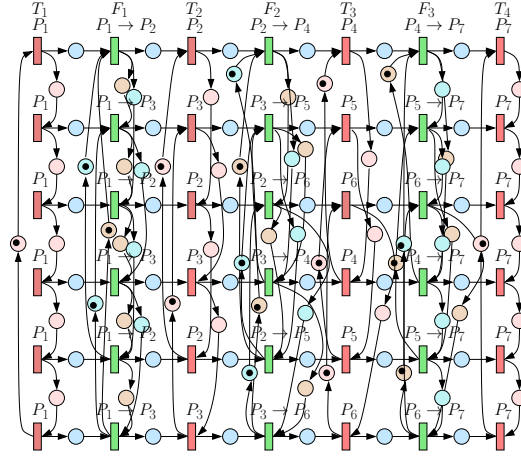 T₁ F₁ T₂ F₂ T₃ F₃ T₄
P₁ P₁ → P₂ P₂ P₂ → P₄ P₄ P₄ → P₇ P₇
P₁ P₁ → P₃ P₃ P₃ → P₅ P₅ P₅ → P₇ P₇
P₁ P₁ → P₂ P₂ P₂ → P₆ P₆ P₆ → P₇ P₇
P₁ P₁ → P₃ P₃ P₃ → P₄ P₄ P₄ → P₇ P₇
P₁ P₁ → P₂ P₂ P₂ → P₅ P₅ P₅ → P₇ P₇
P₁ P₁ → P₃ P₃ P₃ → P₆ P₆ P₆ → P₇ P₇